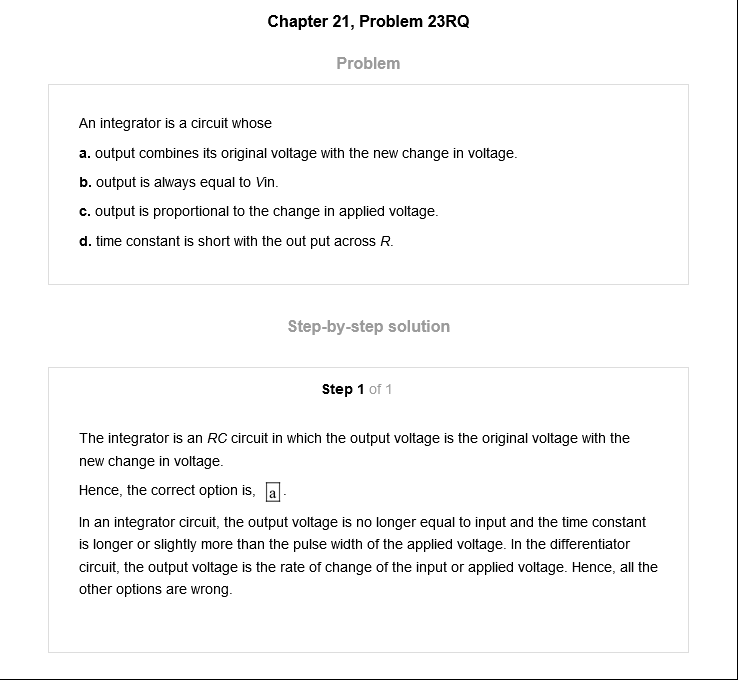 Chapter 21, Problem 23RQ
Problem
An integrator is a circuit whose
a. output combines its original voltage with the new change in voltage.
b. output is always equal to Vin.
c. output is proportional to the change in applied voltage.
d. time constant is short with the out put across R.
Step-by-step solution
Step 1 of 1
The integrator is an RC circuit in which the output voltage is the original voltage with the
new change in voltage.
Hence, the correct option is, a.
In an integrator circuit, the output voltage is no longer equal to input and the time constant
is longer or slightly more than the pulse width of the applied voltage. In the differentiator
circuit, the output voltage is the rate of change of the input or applied voltage. Hence, all the
other options are wrong.